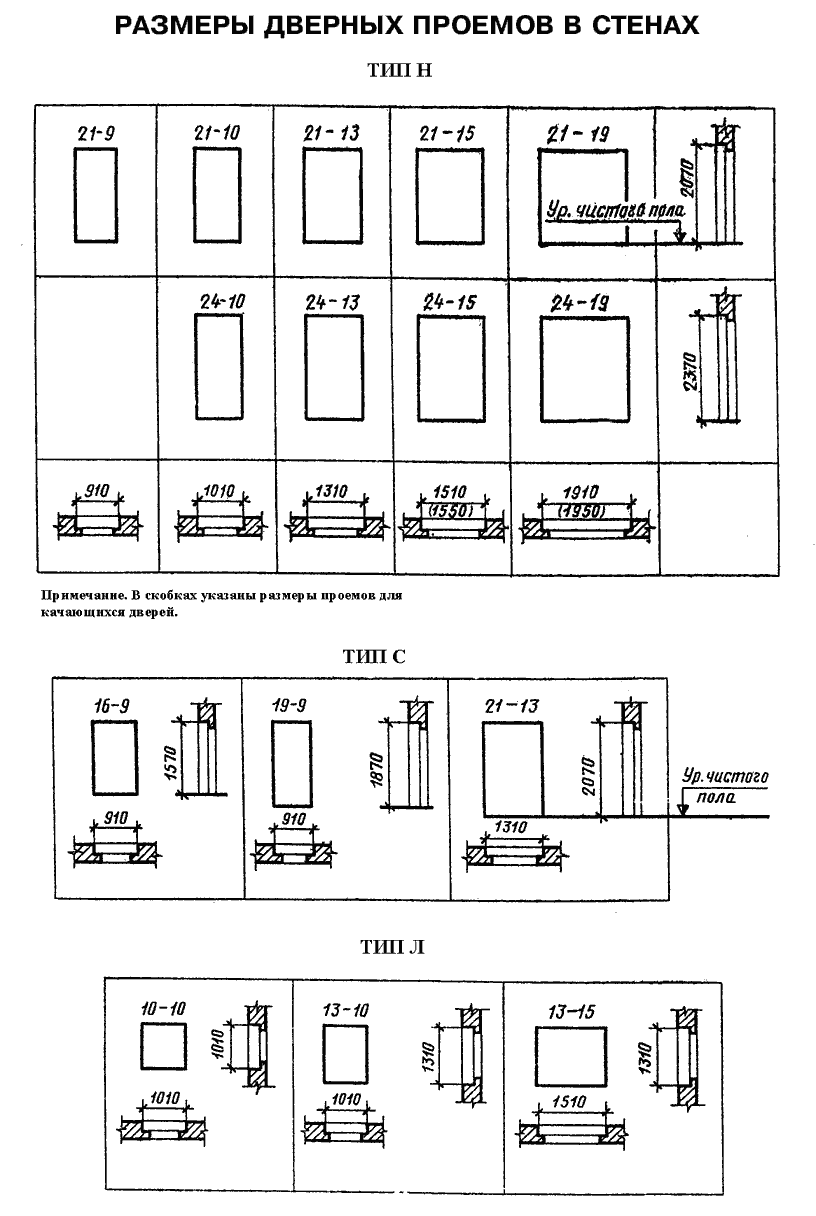 РАЗМЕРЫ ДВЕРНЫХ ПРОЕМОВ В СТЕНАХ
ТИП Н
21-9 21-10 21-13 21-15 21-19
2070
Ур. чистого пола
24-10 24-13 24-15 24-19
2370
910 1010 1310 1510 1910
(1550) (1950)
Примечание. В скобках указаны размеры проемов для
качающихся дверей.
ТИП С
16-9 19-9 21-13
1570 1870 2070
Ур. чистого
пола
910 910 1310
ТИП Л
10-10 13-10 13-15
1010 1310 1310
1010 1010 1510